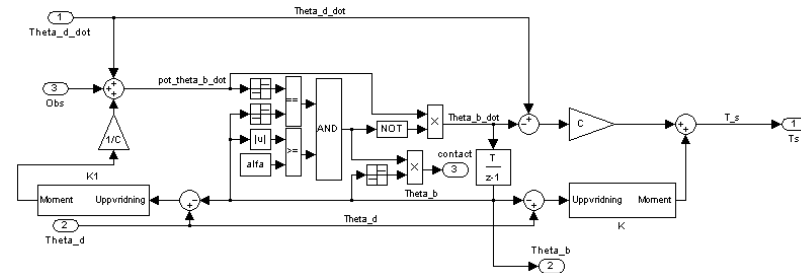 1
Theta_d_dot
Theta_d_dot
3
Obs
pot_theta_b_dot
1/C
|u|
alfa
==
>=
AND
NOT
×
Theta_b_dot
C
T_s
1
Ts
contact
3
×
T
z-1
K1
Moment Uppvridning
Theta_b
Uppvridning Moment
K
2
Theta_d
Theta_d
Theta_b
2